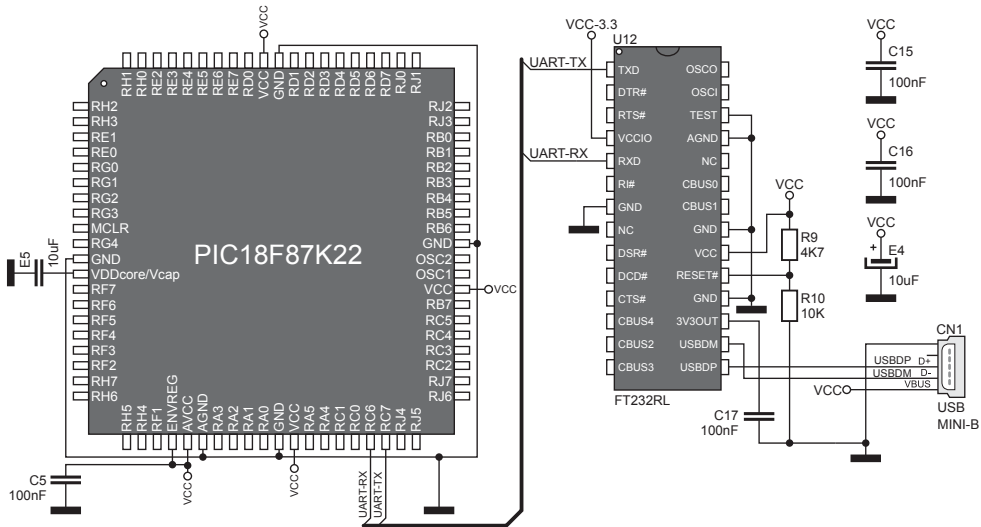 VCC
RH1
RH0
RE2
RE3
RE4
RE5
RE6
RE7
RD0
VCC
GND
RD1
RD2
RD3
RD4
RD5
RD6
RD7
RJ0
RJ1
RH2
RH3
RE1
RE0
RG0
RG1
RG2
RG3
MCLR
RG4
GND
VDDcore/Vcap
RF7
RF6
RF5
RF4
RF3
RF2
RH7
RH6
E5
10uF
PIC18F87K22
RJ2
RJ3
RB0
RB1
RB2
RB3
RB4
RB5
RB6
GND
OSC2
OSC1
VCC
RB7
RC5
RC4
RC3
RC2
RJ7
RJ6
VCC
RH5
RH4
RF1
ENVREG
AVCC
AGND
RA3
RA2
RA1
RA0
GND
VCC
RA5
RA4
RC1
RC0
RC6
RC7
RJ4
RJ5
C5
100nF
VCC
VCC
UART-RX
UART-TX
VCC-3.3
U12
UART-TX
UART-RX
TXD
DTR#
RTS#
VCCIO
RXD
RI#
GND
NC
DSR#
DCD#
CTS#
CBUS4
CBUS2
CBUS3
OSCO
OSCI
TEST
AGND
NC
CBUS0
CBUS1
GND
VCC
RESET#
GND
3V3OUT
USBDM
USBDP
FT232RL
VCC
R9
4K7
R10
10K
C17
100nF
VCC
C15
100nF
VCC
C16
100nF
VCC
+
E4
10uF
CN1
USBDP D+
USBDM D-
VCC VBUS
USB
MINI-B